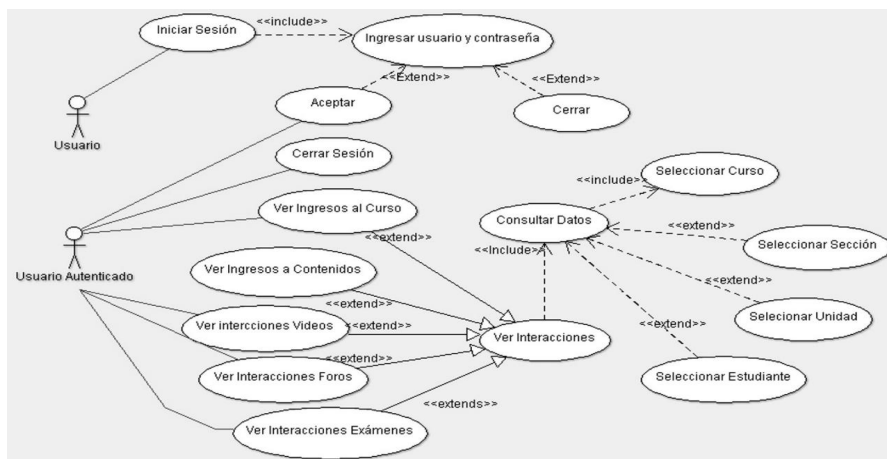 Iniciar Sesión
<<include>>
Ingresar usuario y contraseña
<<Extend>>
<<Extend>>
Aceptar
Cerrar
Usuario
Cerrar Sesión
Seleccionar Curso
<<include>>
Ver Ingresos al Curso
Consultar Datos
<<extend>>
<<extend>>
<<Include>>
Seleccionar Sección
Usuario Autenticado
Ver Ingresos a Contenidos
<<extend>>
<<extend>>
Ver intercciones Videos
<<extend>>
Selecionar Unidad
<<extend>>
Ver Interacciones
<<extend>>
Ver Interacciones Foros
Seleccionar Estudiante
<<extends>>
Ver Interacciones Exámenes